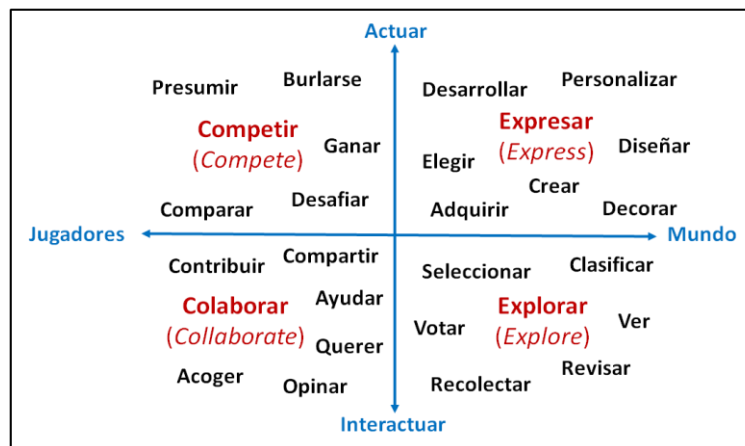 Actuar
Presumir
Burlarse
Competir
(Compete)
Ganar
Comparar
Desafiar
Desarrollar
Personalizar
Expresar
(Express)
Diseñar
Elegir
Crear
Adquirir
Decorar
Jugadores
Mundo
Contribuir
Compartir
Colaborar
(Collaborate)
Ayudar
Querer
Acoger
Opinar
Seleccionar
Clasificar
Explorar
(Explore)
Votar
Ver
Revisar
Recolectar
Interactuar